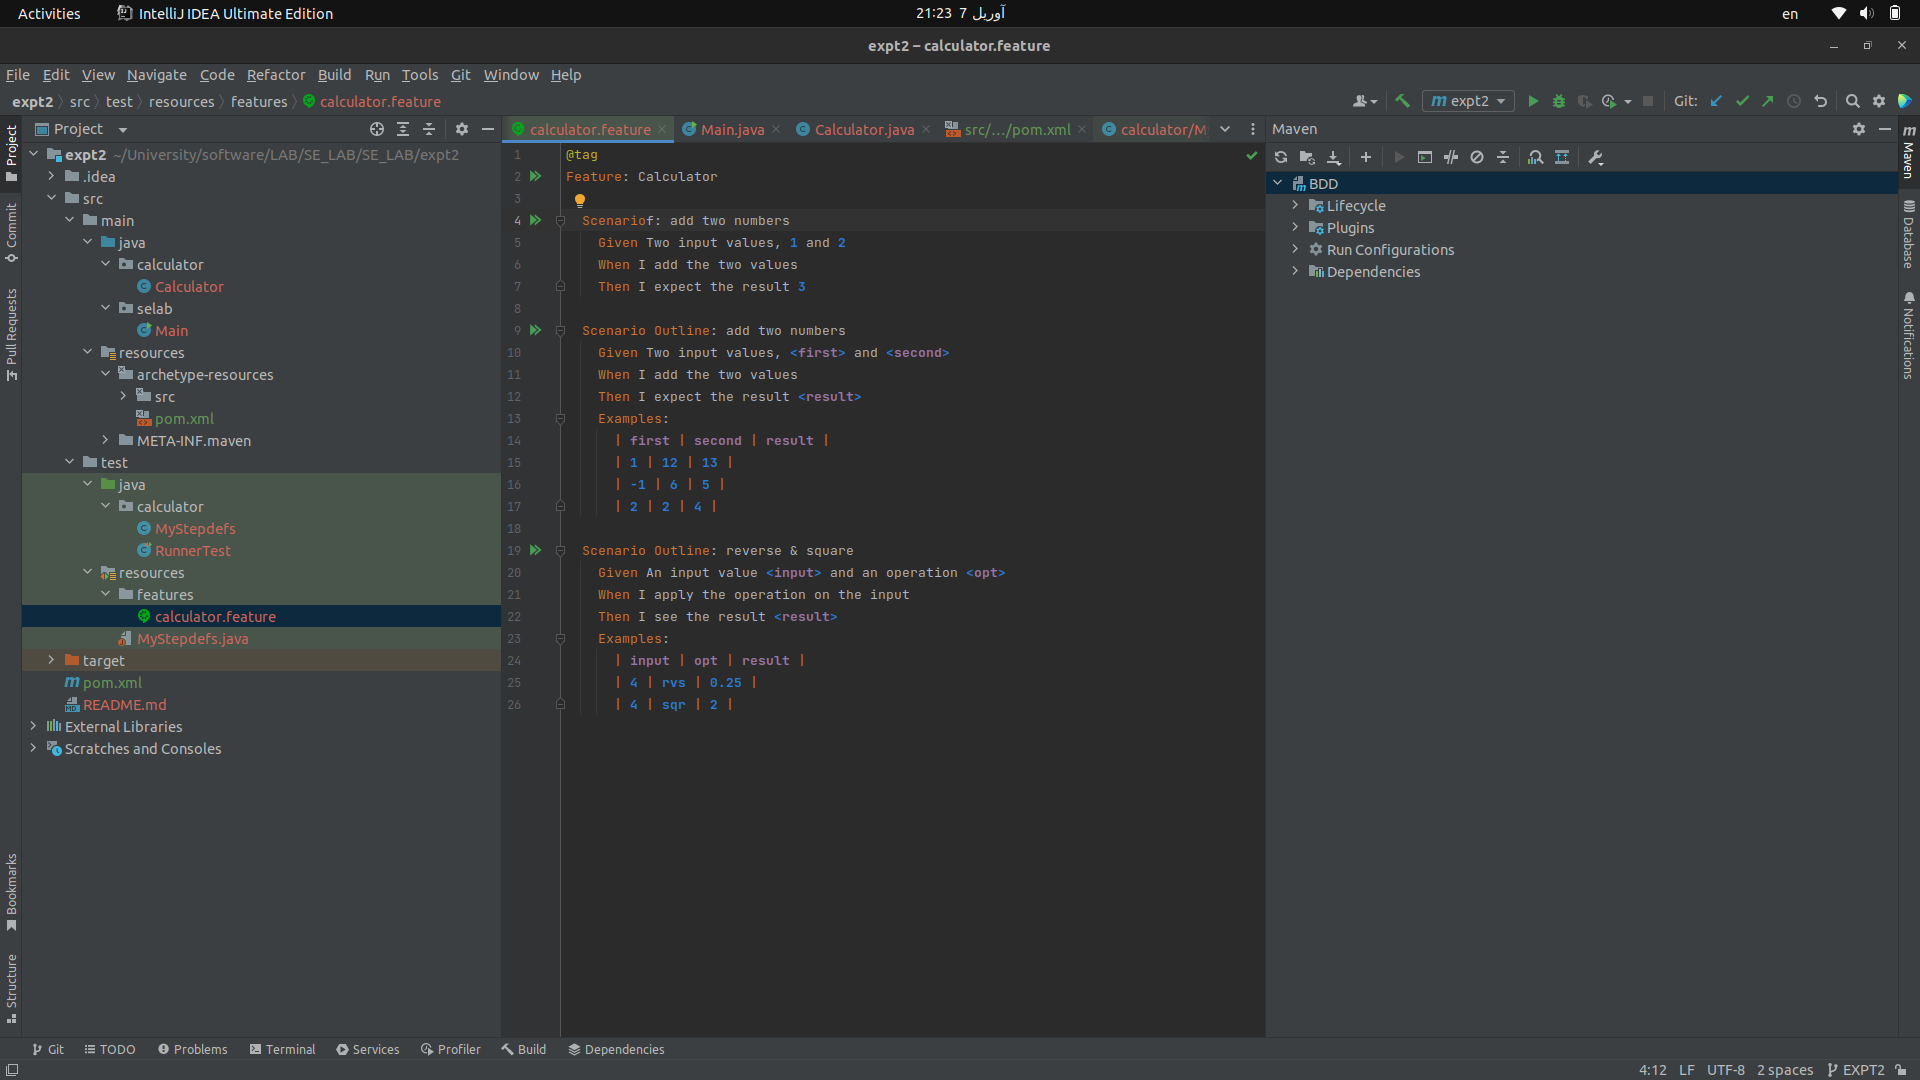 Activities IntelliJ IDEA Ultimate Edition 21:23 7 آوریل en
expt2 – calculator.feature
File Edit View Navigate Code Refactor Build Run Tools Git Window Help
expt2 src test resources features calculator.feature expt2 Git:
Project
calculator.feature Main.java Calculator.java src/.../pom.xml calculator/M
Maven
expt2 ~/University/software/LAB/SE_LAB/SE_LAB/expt2
.idea
src
main
java
calculator
Calculator
selab
Main
resources
archetype-resources
src
pom.xml
META-INF.maven
test
java
calculator
MyStepdefs
RunnerTest
resources
features
calculator.feature
MyStepdefs.java
target
pom.xml
README.md
External Libraries
Scratches and Consoles
1 @tag
2 Feature: Calculator
3
4 Scenariof: add two numbers
5 Given Two input values, 1 and 2
6 When I add the two values
7 Then I expect the result 3
8
9 Scenario Outline: add two numbers
10 Given Two input values, <first> and <second>
11 When I add the two values
12 Then I expect the result <result>
13 Examples:
14 | first | second | result |
15 | 1 | 12 | 13 |
16 | -1 | 6 | 5 |
17 | 2 | 2 | 4 |
18
19 Scenario Outline: reverse & square
20 Given An input value <input> and an operation <opt>
21 When I apply the operation on the input
22 Then I see the result <result>
23 Examples:
24 | input | opt | result |
25 | 4 | rvs | 0.25 |
26 | 4 | sqr | 2 |
BDD
Lifecycle
Plugins
Run Configurations
Dependencies
Project
Commit
Pull Requests
Bookmarks
Structure
Maven
Database
Notifications
Git TODO Problems Terminal Services Profiler Build Dependencies
4:12 LF UTF-8 2 spaces EXPT2